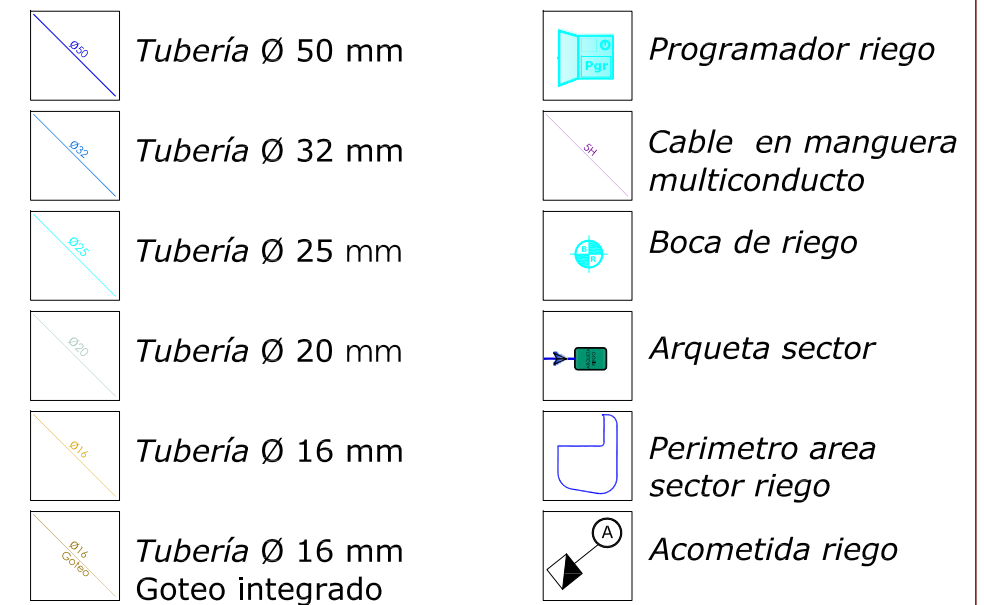 Ø50
Tubería Ø 50 mm
Ø32
Tubería Ø 32 mm
Ø25
Tubería Ø 25 mm
Ø20
Tubería Ø 20 mm
Ø16
Tubería Ø 16 mm
Ø16
Goteo
Tubería Ø 16 mm
Goteo integrado
Pgr
Programador riego
5H
Cable en manguera
multiconducto
B
R
Boca de riego
Arqueta sector
Perimetro area
sector riego
A
Acometida riego